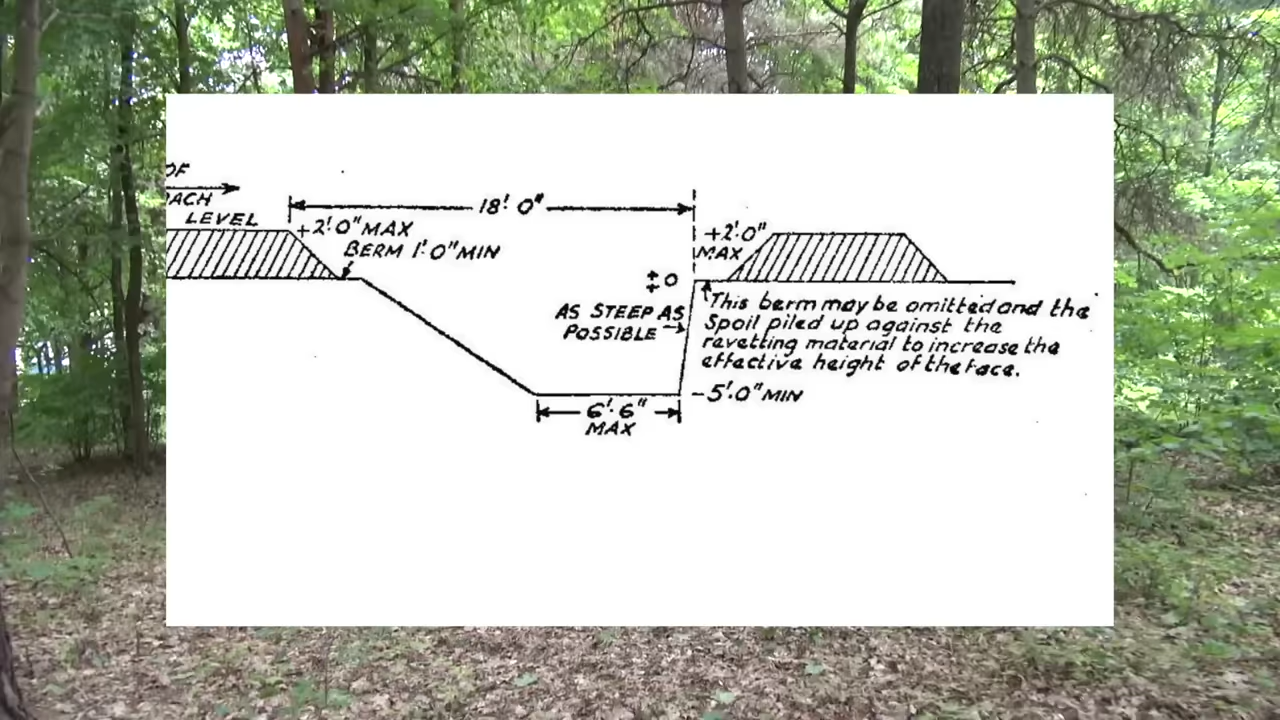 OF
ACH
LEVEL
18'. 0"
+2'. 0" MAX
BERM 1'. 0" MIN
+2'. 0"
MAX
± 0
AS STEEP AS
POSSIBLE
This berm may be omitted and the
Spoil piled up against the
revetting material to increase the
effective height of the face.
-5'. 0" MIN
6'. 6"
MAX